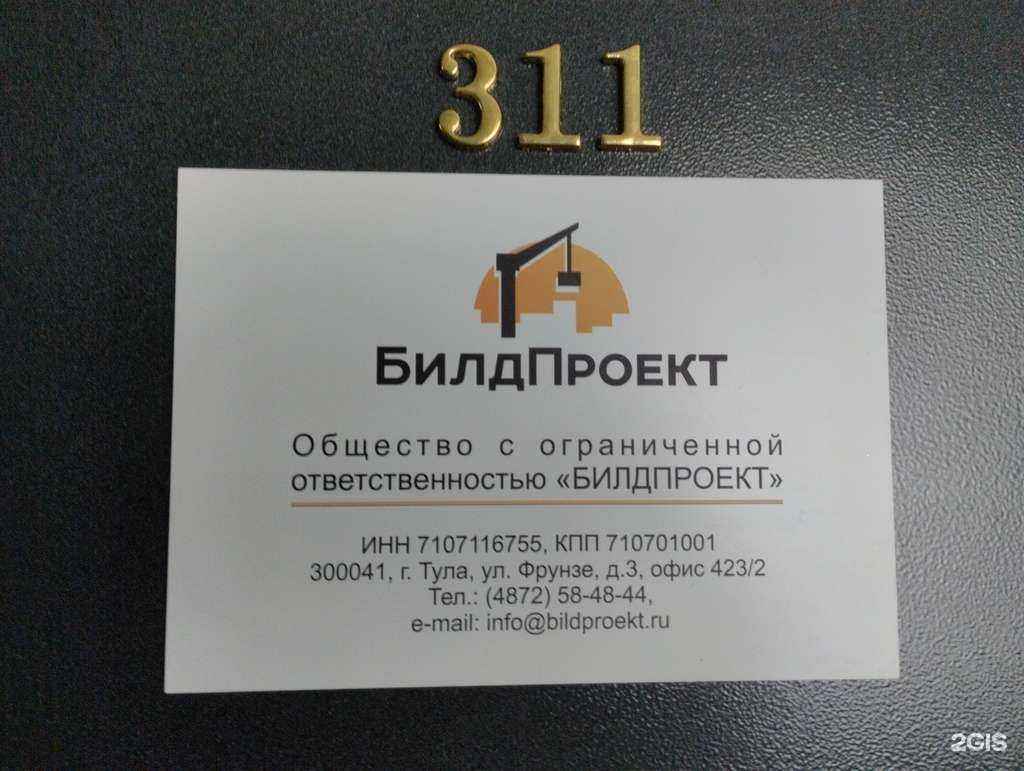 311
БилдПроект
Общество с ограниченной
ответственностью «БИЛДПРОЕКТ»
ИНН 7107116755, КПП 710701001
300041, г. Тула, ул. Фрунзе, д.3, офис 423/2
Тел.: (4872) 58-48-44,
e-mail: info@bildproekt.ru
2GIS